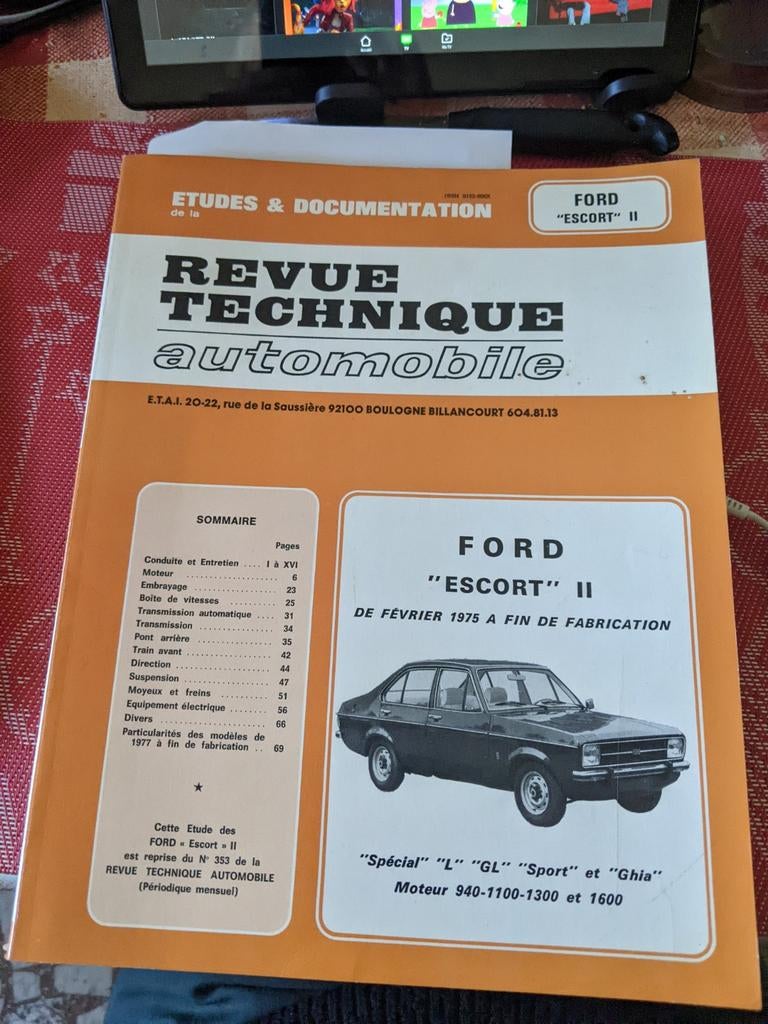 ETUDES & DOCUMENTATION
de la
FORD
"ESCORT" II
REVUE
TECHNIQUE
automobile
E.T.A.I. 20-22, rue de la Saussière 92100 BOULOGNE BILLANCOURT 604.81.13
SOMMAIRE
Pages
Conduite et Entretien .... I à XVI
Moteur .................. 6
Embrayage .................. 23
Boîte de vitesses .......... 25
Transmission automatique .... 31
Transmission ................ 34
Pont arrière ................ 35
Train avant ................ 42
Direction .................. 44
Suspension .................. 47
Moyeux et freins .......... 51
Equipement électrique ........ 56
Divers ...................... 66
Particularités des modèles de
1977 à fin de fabrication .. 69
★
Cette Etude des
FORD « Escort » II
est reprise du N° 353 de la
REVUE TECHNIQUE AUTOMOBILE
(Périodique mensuel)
FORD
"ESCORT" II
DE FÉVRIER 1975 A FIN DE FABRICATION
"Spécial" "L" "GL" "Sport" et "Ghia"
Moteur 940-1100-1300 et 1600